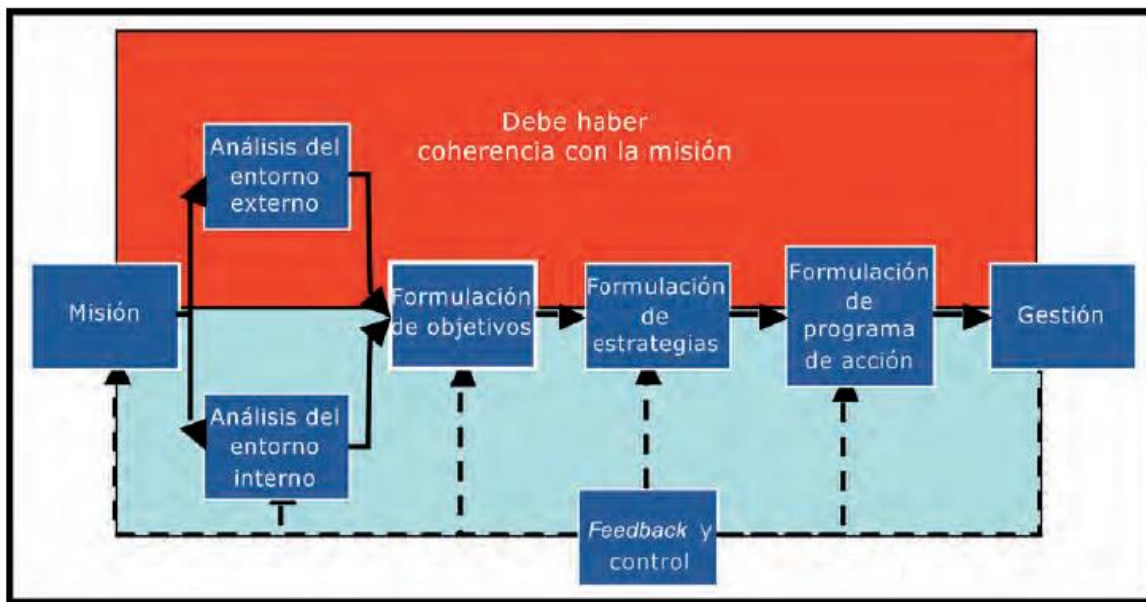 Debe haber
coherencia con la misión
Análisis del
entorno
externo
Misión
Formulación
de objetivos
Formulación
de
estrategias
Formulación
de
programa
de acción
Gestión
Análisis del
entorno
interno
Feedback y
control